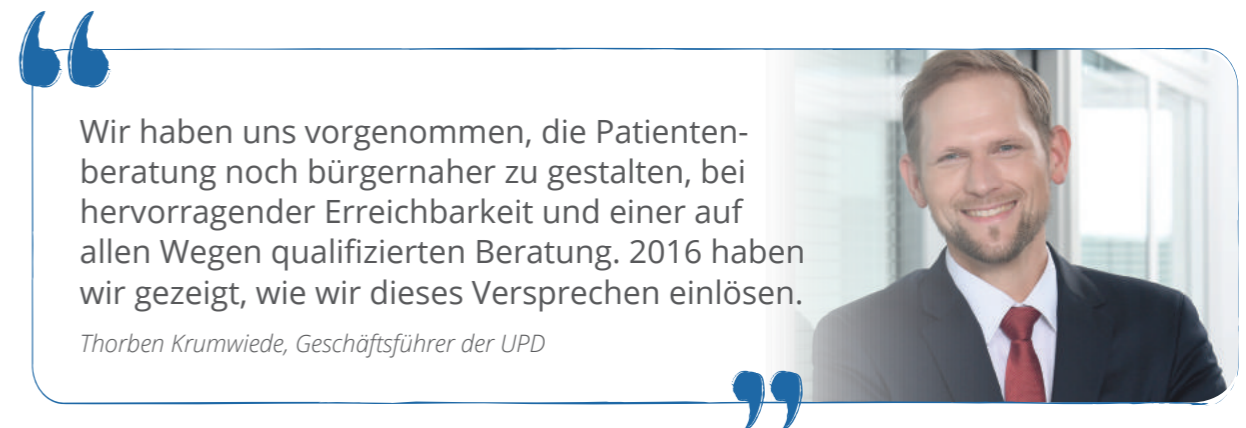 Wir haben uns vorgenommen, die Patienten-
beratung noch bürgernaher zu gestalten, bei
hervorragender Erreichbarkeit und einer auf
allen Wegen qualifizierten Beratung. 2016 haben
wir gezeigt, wie wir dieses Versprechen einlösen.
Thorben Krumwiede, Geschäftsführer der UPD